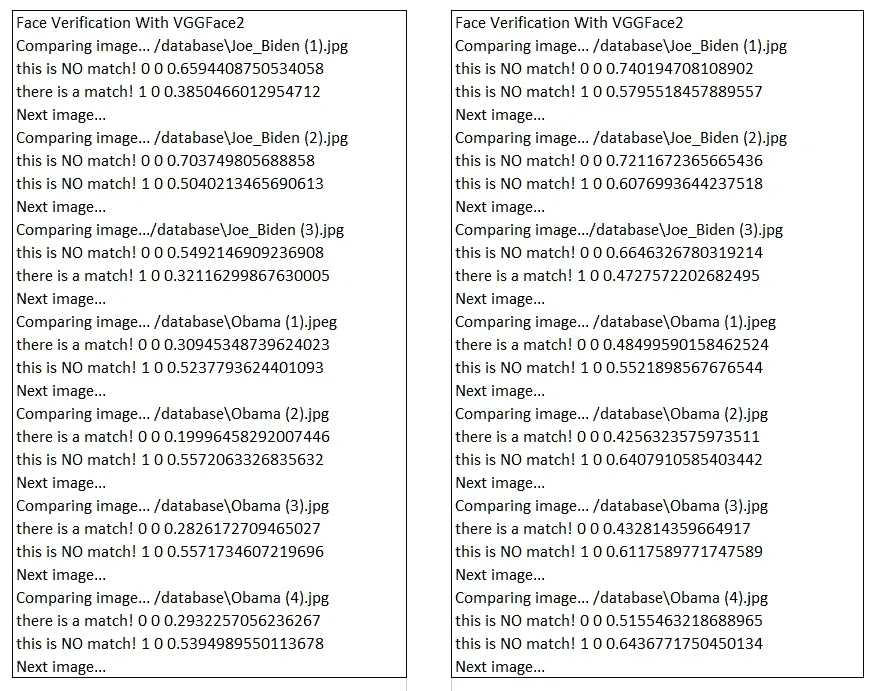 Face Verification With VGGFace2
Comparing image... /database\Joe_Biden (1).jpg
this is NO match! 0 0 0.6594408750534058
there is a match! 1 0 0.3850466012954712
Next image...
Comparing image... /database\Joe_Biden (2).jpg
this is NO match! 0 0 0.703749805688858
this is NO match! 1 0 0.5040213465690613
Next image...
Comparing image.../database\Joe_Biden (3).jpg
this is NO match! 0 0 0.5492146909236908
there is a match! 1 0 0.32116299867630005
Next image...
Comparing image... /database\Obama (1).jpeg
there is a match! 0 0 0.30945348739624023
this is NO match! 1 0 0.5237793624401093
Next image...
Comparing image... /database\Obama (2).jpg
there is a match! 0 0 0.19996458292007446
this is NO match! 1 0 0.5572063326835632
Next image...
Comparing image... /database\Obama (3).jpg
there is a match! 0 0 0.2826172709465027
this is NO match! 1 0 0.5571734607219696
Next image...
Comparing image... /database\Obama (4).jpg
there is a match! 0 0 0.2932257056236267
this is NO match! 1 0 0.5394989550113678
Next image...
Face Verification With VGGFace2
Comparing image... /database\Joe_Biden (1).jpg
this is NO match! 0 0 0.740194708108902
this is NO match! 1 0 0.5795518457889557
Next image...
Comparing image... /database\Joe_Biden (2).jpg
this is NO match! 0 0 0.7211672365665436
this is NO match! 1 0 0.6076993644237518
Next image...
Comparing image.../database\Joe_Biden (3).jpg
this is NO match! 0 0 0.6646326780319214
there is a match! 1 0 0.4727572202682495
Next image...
Comparing image... /database\Obama (1).jpeg
there is a match! 0 0 0.48499590158462524
this is NO match! 1 0 0.5521898567676544
Next image...
Comparing image... /database\Obama (2).jpg
there is a match! 0 0 0.4256323575973511
this is NO match! 1 0 0.6407910585403442
Next image...
Comparing image... /database\Obama (3).jpg
there is a match! 0 0 0.432814359664917
this is NO match! 1 0 0.6117589771747589
Next image...
Comparing image... /database\Obama (4).jpg
this is NO match! 0 0 0.5155463218688965
this is NO match! 1 0 0.6436771750450134
Next image...